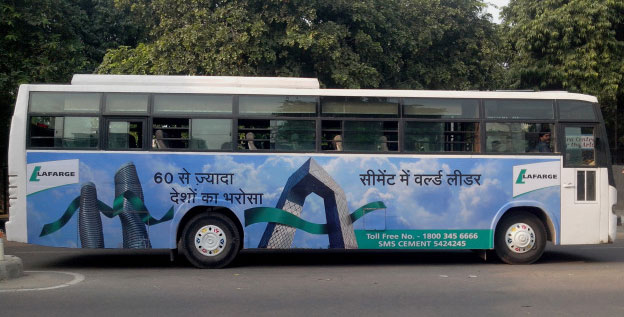 LAFARGE
60 से ज़्यादा
देशों का भरोसा
सीमेंट में वर्ल्ड लीडर
LAFARGE
Toll Free No. - 1800 345 6666
SMS CEMENT 5424245